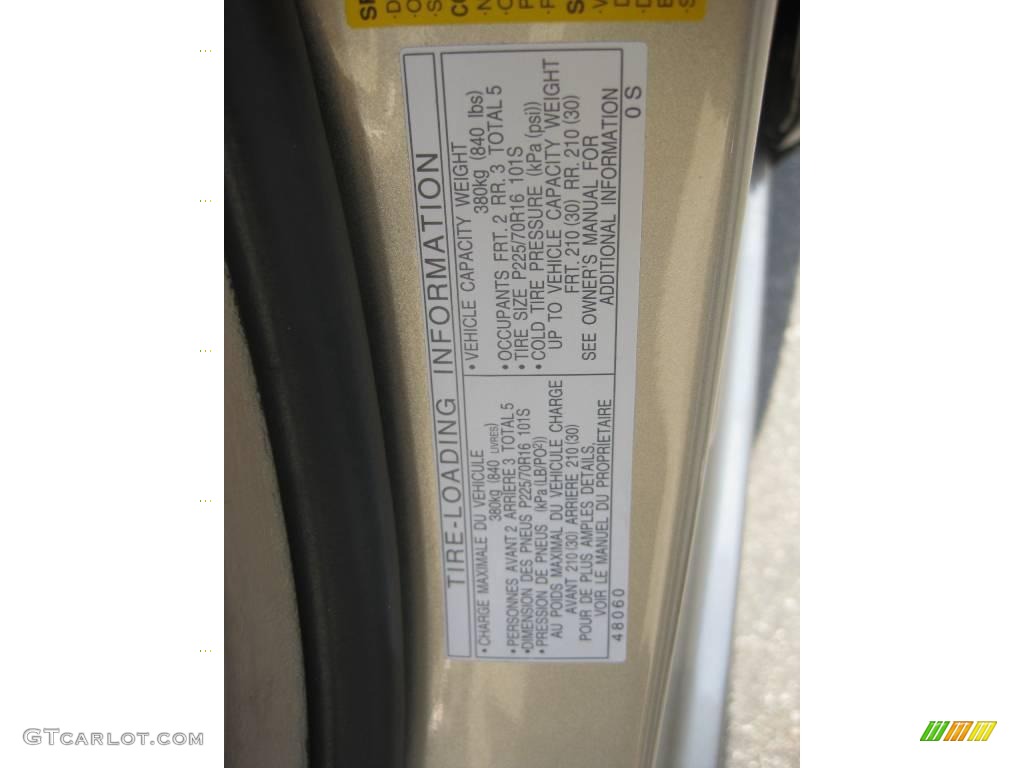 TIRE-LOADING INFORMATION
• CHARGE MAXIMALE DU VEHICULE
380kg (840 LIVRES)
• PERSONNES AVANT 2 ARRIERE 3 TOTAL 5
• DIMENSION DES PNEUS P225/70R16 101S
• PRESSION DE PNEUS (kPa (LB/PO²))
AU POIDS MAXIMAL DU VEHICULE CHARGE
AVANT 210 (30) ARRIERE 210 (30)
POUR DE PLUS AMPLES DETAILS,
VOIR LE MANUEL DU PROPRIETAIRE
• VEHICLE CAPACITY WEIGHT
380kg (840 lbs)
• OCCUPANTS FRT. 2 RR. 3 TOTAL 5
• TIRE SIZE P225/70R16 101S
• COLD TIRE PRESSURE (kPa (psi))
UP TO VEHICLE CAPACITY WEIGHT
FRT. 210 (30) RR. 210 (30)
SEE OWNER'S MANUAL FOR
ADDITIONAL INFORMATION
48060 0 S
GTCARLOT.COM